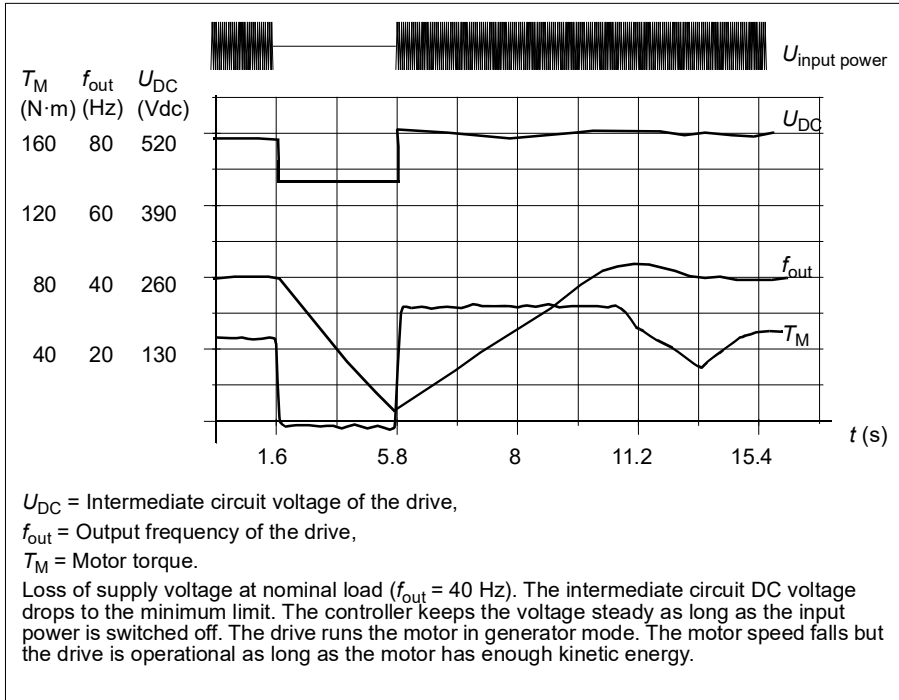 U_input power
T_M f_out U_DC
(N·m) (Hz) (Vdc)
U_DC
160 80 520
120 60 390
f_out
80 40 260
T_M
40 20 130
t (s)
1.6 5.8 8 11.2 15.4
U_DC = Intermediate circuit voltage of the drive,
f_out = Output frequency of the drive,
T_M = Motor torque.
Loss of supply voltage at nominal load (f_out = 40 Hz). The intermediate circuit DC voltage
drops to the minimum limit. The controller keeps the voltage steady as long as the input
power is switched off. The drive runs the motor in generator mode. The motor speed falls but
the drive is operational as long as the motor has enough kinetic energy.